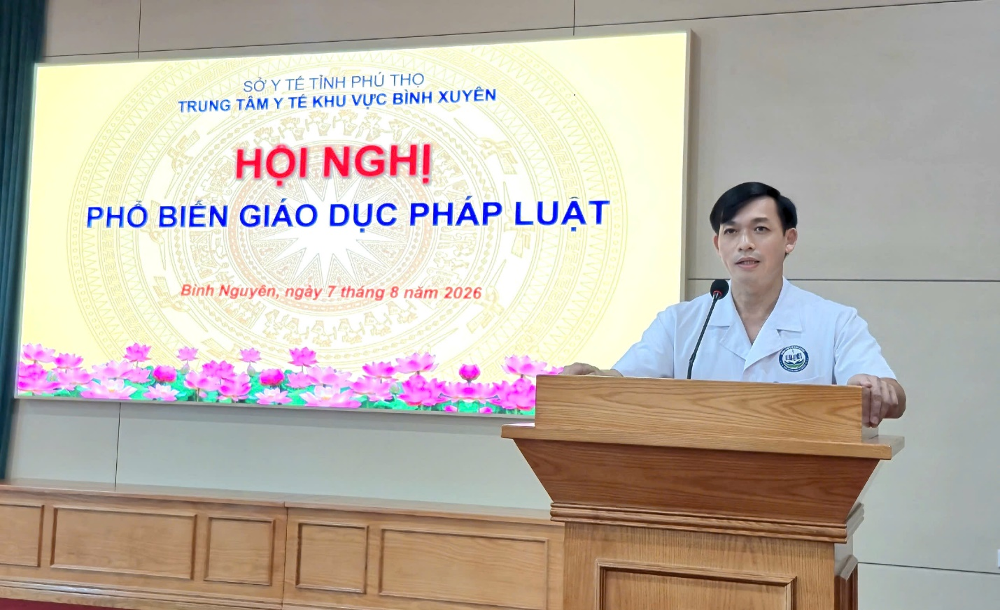 SỞ Y TẾ TỈNH PHÚ THỌ
TRUNG TÂM Y TẾ KHU VỰC BÌNH XUYÊN
HỘI NGHỊ
PHỔ BIẾN GIÁO DỤC PHÁP LUẬT
Bình Nguyên, ngày 7 tháng 8 năm 2026